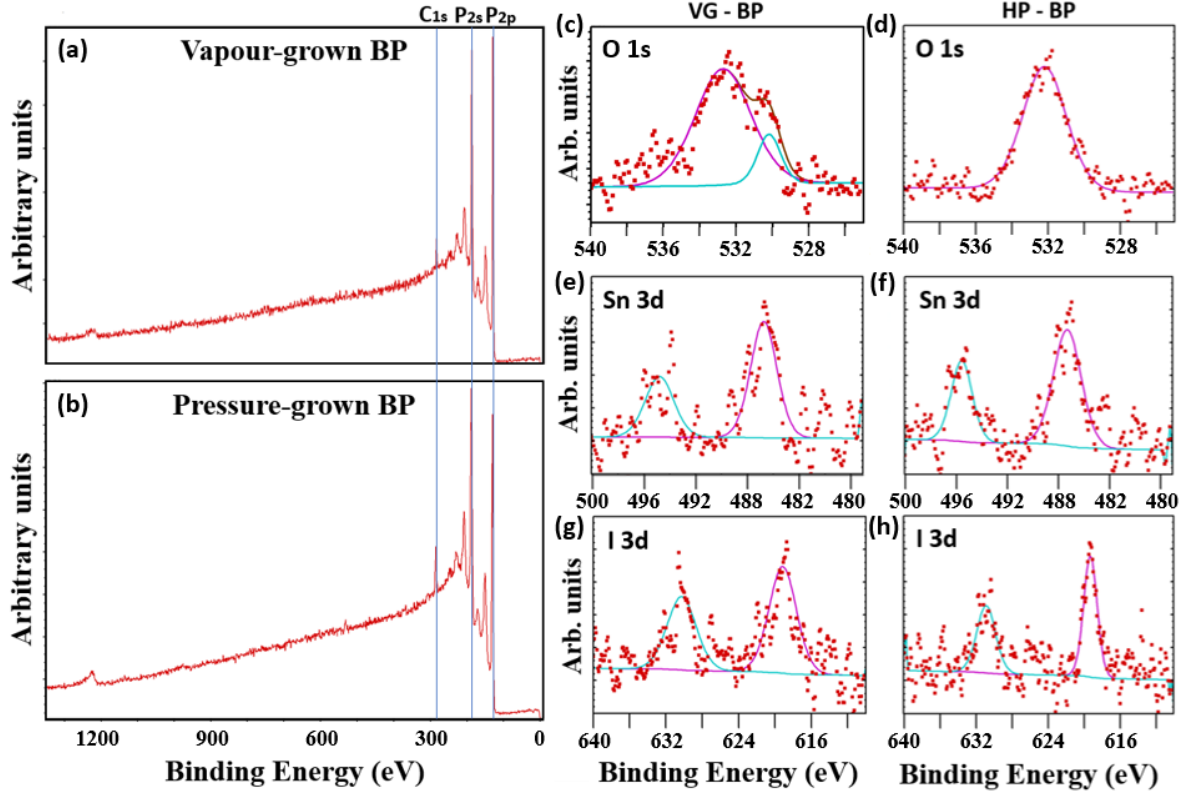 C1s P2s P2p
(a) Vapour-grown BP
Arbitrary units
(b) Pressure-grown BP
Arbitrary units
1200 900 600 300 0
Binding Energy (eV)
VG - BP
HP - BP
(c) O 1s
Arb. units
540 536 532 528
(d) O 1s
540 536 532 528
(e) Sn 3d
Arb. units
500 496 492 488 482 480
(f) Sn 3d
500 496 492 488 482 480
(g) I 3d
Arb. units
640 632 624 616
Binding Energy (eV)
(h) I 3d
640 632 624 616
Binding Energy (eV)